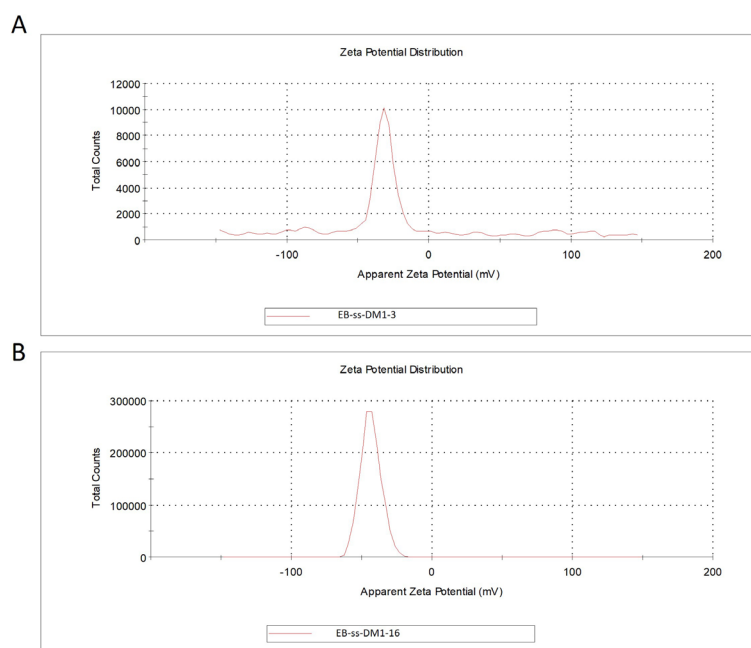 A
Zeta Potential Distribution
12000
10000
8000
6000
4000
2000
0
Total Counts
-100 0 100 200
Apparent Zeta Potential (mV)
EB-ss-DM1-3
B
Zeta Potential Distribution
300000
200000
100000
0
Total Counts
-100 0 100 200
Apparent Zeta Potential (mV)
EB-ss-DM1-16